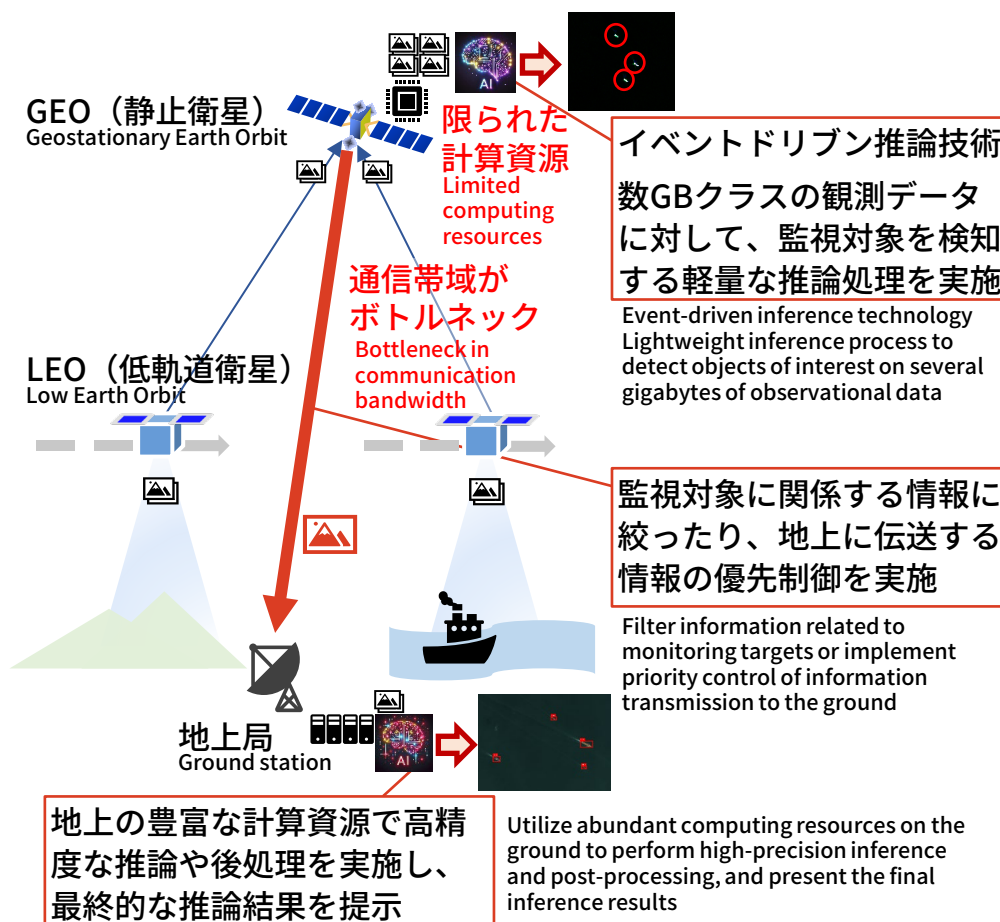 AI
GEO（静止衛星）
Geostationary Earth Orbit
限られた
計算資源
Limited
computing
resources
イベントドリブン推論技術
数GBクラスの観測データ
に対して、監視対象を検知
する軽量な推論処理を実施
Event-driven inference technology
Lightweight inference process to
detect objects of interest on several
gigabytes of observational data
通信帯域が
ボトルネック
Bottleneck in
communication
bandwidth
LEO（低軌道衛星）
Low Earth Orbit
監視対象に関係する情報に
絞ったり、地上に伝送する
情報の優先制御を実施
Filter information related to
monitoring targets or implement
priority control of information
transmission to the ground
地上局
Ground station
AI
地上の豊富な計算資源で高精
度な推論や後処理を実施し、
最終的な推論結果を提示
Utilize abundant computing resources on the
ground to perform high-precision inference
and post-processing, and present the final
inference results